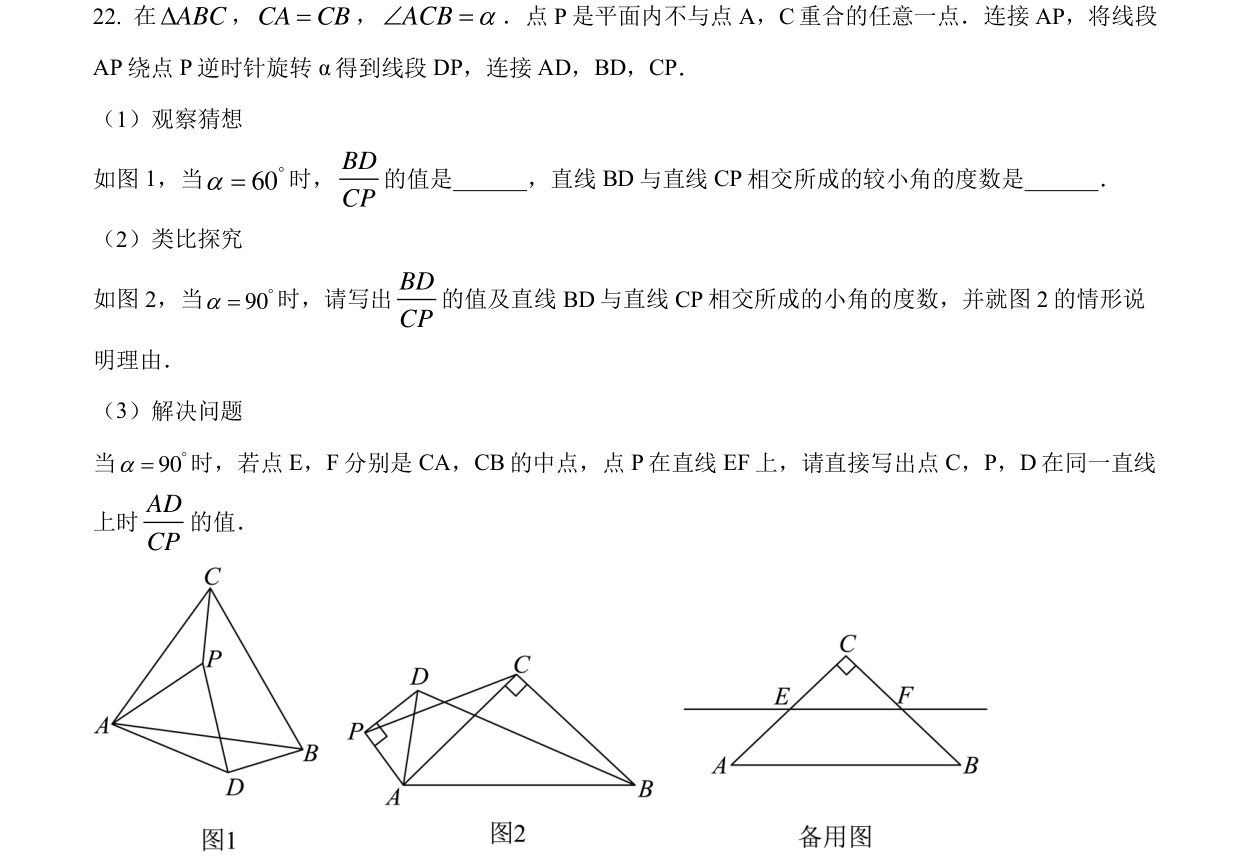 22. 在 ΔABC，CA = CB，∠ACB = α．点 P 是平面内不与点 A，C 重合的任意一点．连接 AP，将线段
AP 绕点 P 逆时针旋转 α 得到线段 DP，连接 AD，BD，CP．
（1）观察猜想
如图 1，当 α = 60° 时，BD/CP 的值是______，直线 BD 与直线 CP 相交所成的较小角的度数是______．
（2）类比探究
如图 2，当 α = 90° 时，请写出 BD/CP 的值及直线 BD 与直线 CP 相交所成的小角的度数，并就图 2 的情形说
明理由．
（3）解决问题
当 α = 90° 时，若点 E，F 分别是 CA，CB 的中点，点 P 在直线 EF 上，请直接写出点 C，P，D 在同一直线
上时 AD/CP 的值．
C
P
A
B
D
图1
D
C
P
A
B
图2
C
E
F
A
B
备用图